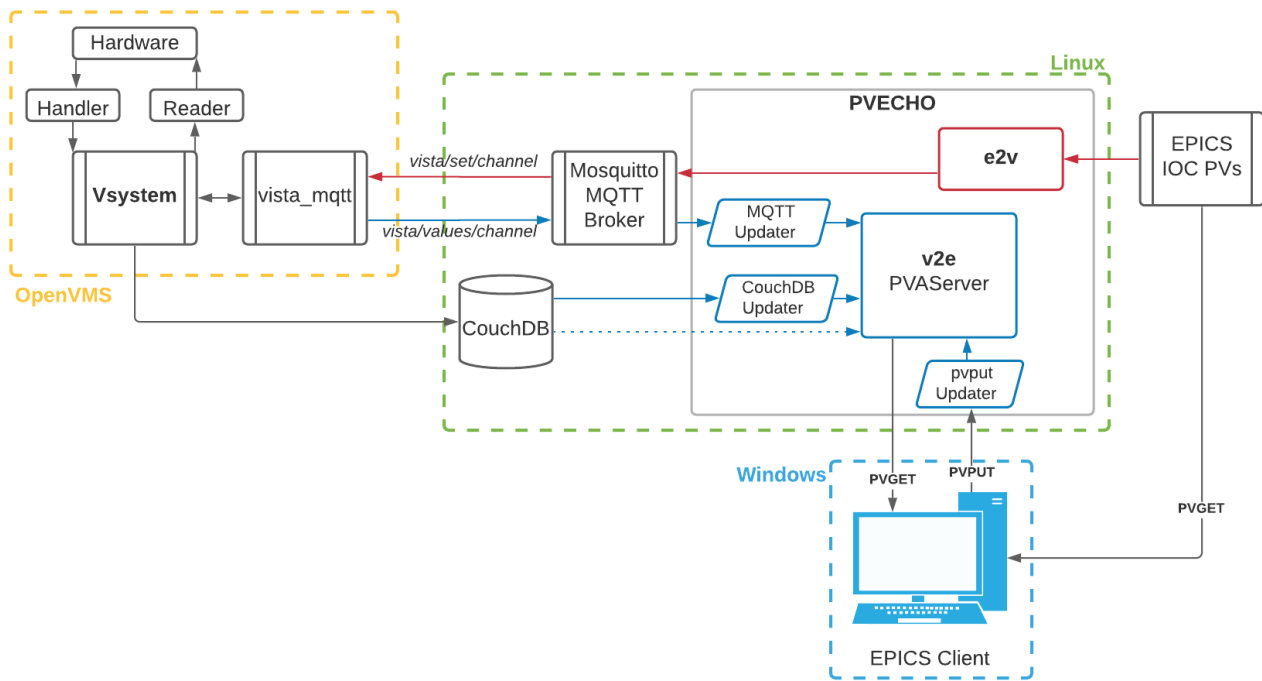 Hardware
Handler
Reader
Vsystem
vista_mqtt
OpenVMS
vista/set/channel
vista/values/channel
Linux
PVECHO
Mosquitto
MQTT
Broker
e2v
EPICS
IOC PVs
MQTT
Updater
v2e
PVAServer
CouchDB
Updater
CouchDB
pvput
Updater
Windows
PVGET
PVPUT
PVGET
EPICS Client